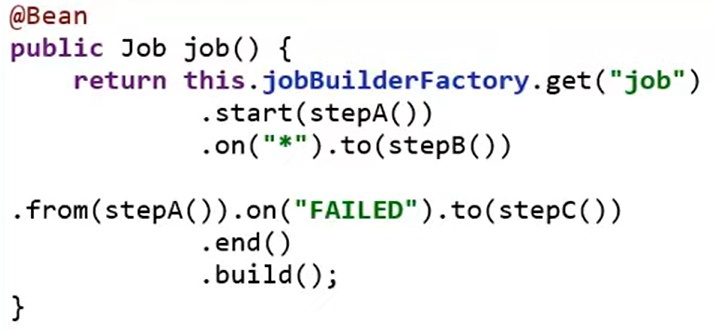 @Bean
public Job job() {
    return this.jobBuilderFactory.get("job")
            .start(stepA())
            .on("*").to(stepB())

.from(stepA()).on("FAILED").to(stepC())
            .end()
            .build();
}